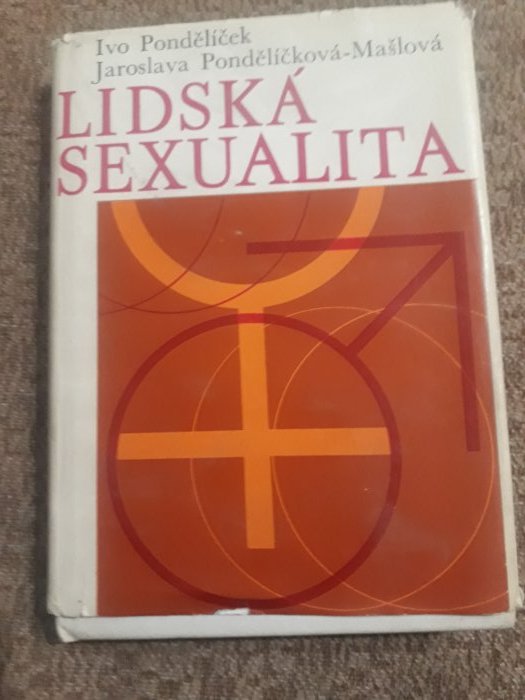 Ivo Pondělíček
Jaroslava Pondělíčková-Mašlová
LIDSKÁ
SEXUALITA